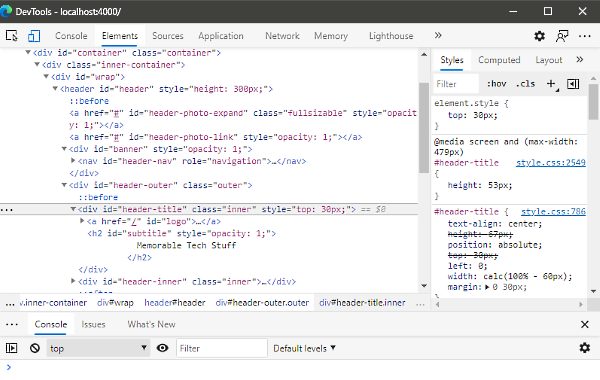 DevTools - localhost:4000/
Console Elements Sources Application Network Memory Lighthouse »
<div id="container" class="container">
<div class="inner-container">
<div id="wrap">
<header id="header" style="height: 300px;">
::before
<a href="#" id="header-photo-expand" class="fullsizable" style="opacit
y: 1;"></a>
<a href="#" id="header-photo-link" style="opacity: 1;"></a>
<div id="banner" style="opacity: 1;">
<nav id="header-nav" role="navigation">…</nav>
</div>
<div id="header-outer" class="outer">
::before
<div id="header-title" class="inner" style="top: 30px;"> == $0
<a href="/" id="logo">…</a>
<h2 id="subtitle" style="opacity: 1;">
Memorable Tech Stuff
</h2>
</div>
<div id="header-inner" class="inner">…</div>
::after
... v.inner-container div#wrap header#header div#header-outer.outer div#header-title.inner ...
Styles Computed Layout »
Filter :hov .cls +
element.style {
top: 30px;
}
@media screen and (max-width:
479px)
#header-title style.css:2549
{
height: 53px;
}
#header-title { style.css:786
text-align: center;
height: 67px;
position: absolute;
top: 30px;
left: 0;
width: calc(100% - 60px);
margin: 0 30px;
}
Console Issues What's New
top Filter Default levels